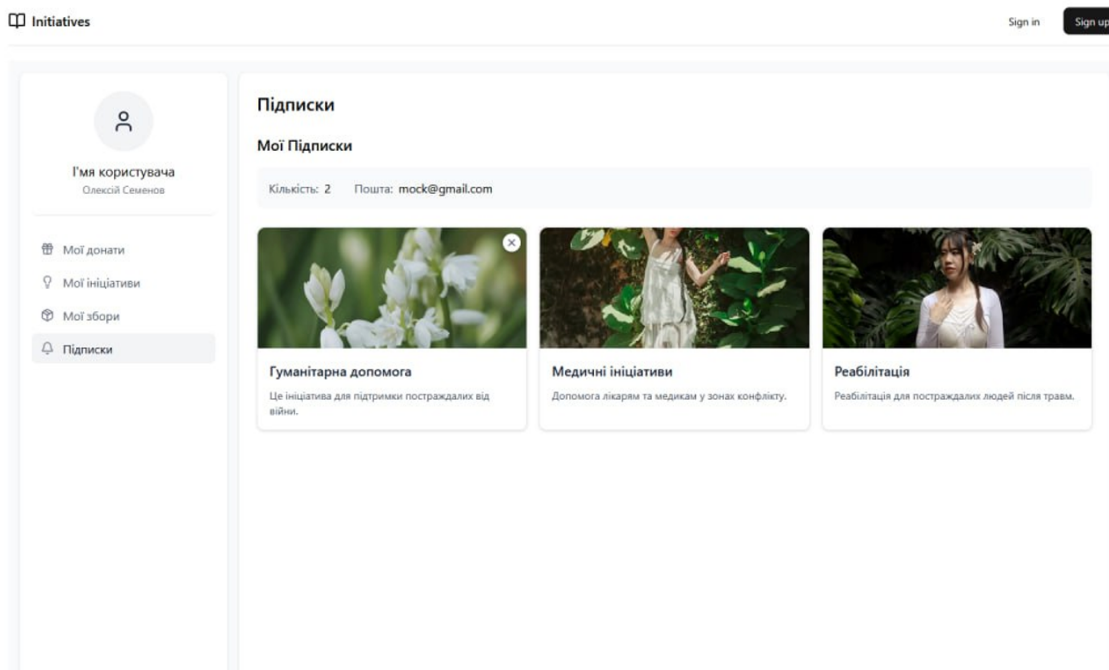 Initiatives
Sign in
Sign up
І'мя користувача
Олексій Семенов
Мої донати
Мої ініціативи
Мої збори
Підписки
Підписки
Мої Підписки
Кількість: 2 Пошта: mock@gmail.com
Гуманітарна допомога
Це ініціатива для підтримки постраждалих від
війни.
Медичні ініціативи
Допомога лікарям та медикам у зонах конфлікту.
Реабілітація
Реабілітація для постраждалих людей після травм.